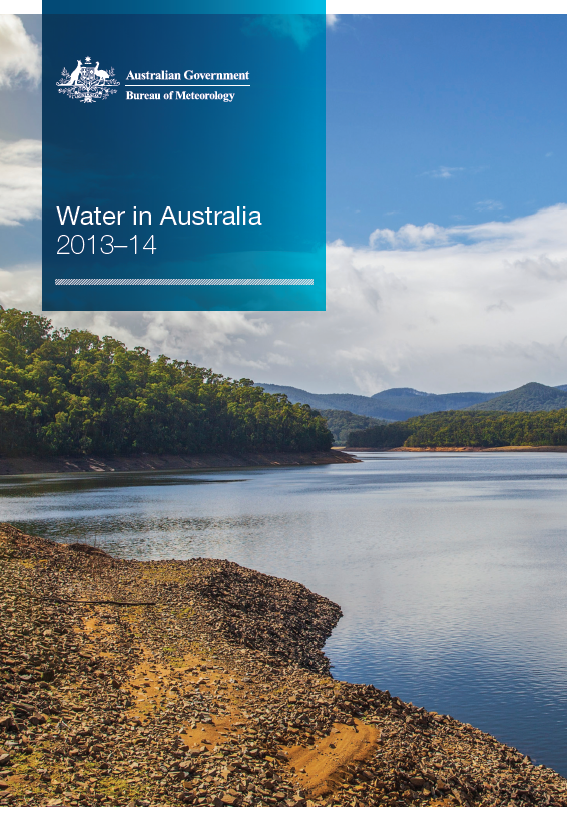 Australian Government
Bureau of Meteorology
Water in Australia
2013–14